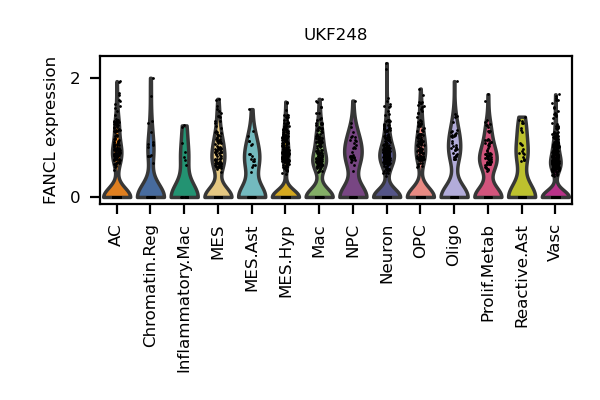 UKF248
FANCL expression
2
0
AC
Chromatin.Reg
Inflammatory.Mac
MES
MES.Ast
MES.Hyp
Mac
NPC
Neuron
OPC
Oligo
Prolif.Metab
Reactive.Ast
Vasc